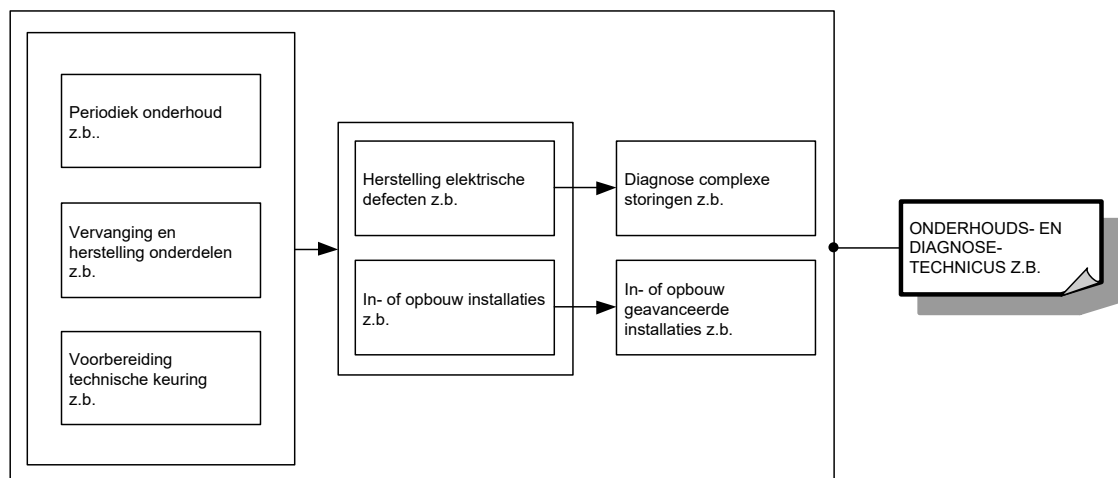 Periodiek onderhoud
z.b..
Vervanging en
herstelling onderdelen
z.b.
Voorbereiding
technische keuring
z.b.
Herstelling elektrische
defecten z.b.
In- of opbouw installaties
z.b.
Diagnose complexe
storingen z.b.
In- of opbouw
geavanceerde
installaties z.b.
ONDERHOUDS- EN
DIAGNOSE-
TECHNICUS Z.B.